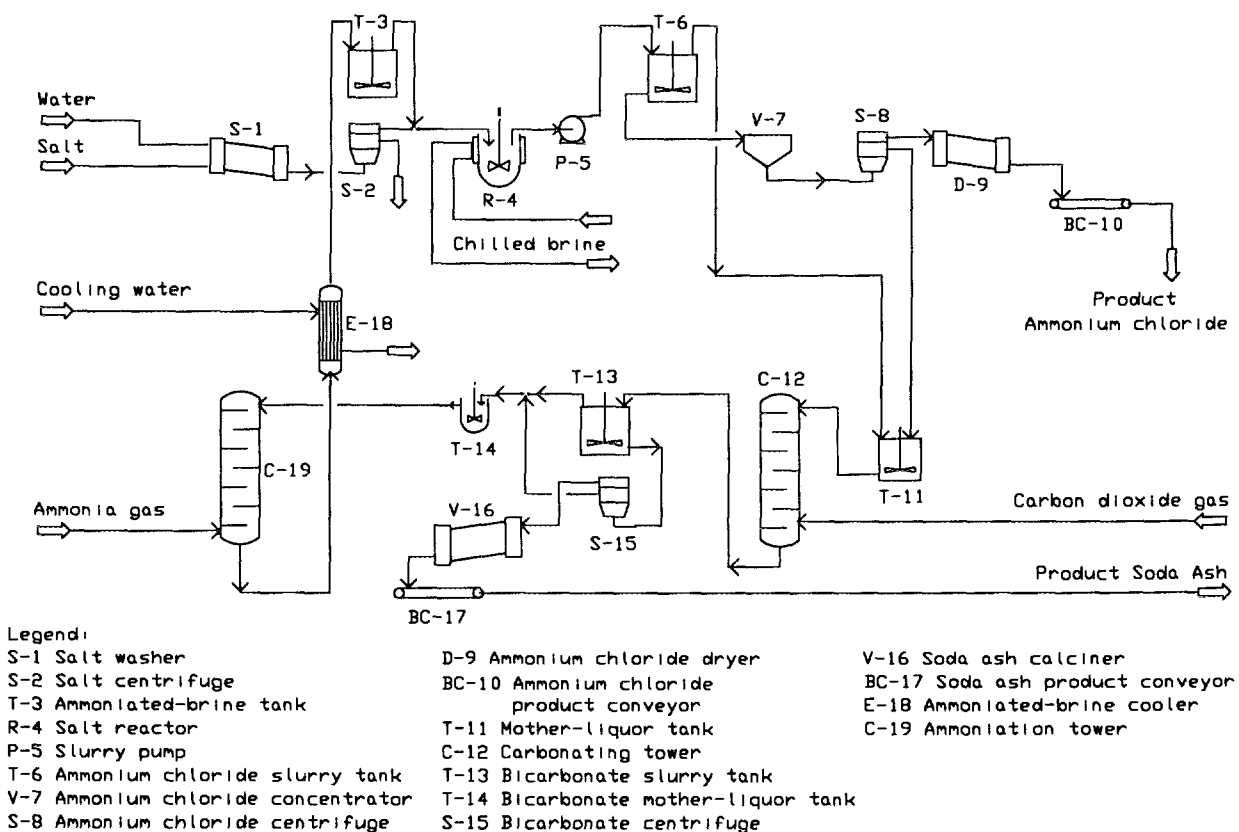 T-3
T-6
Water
S-1
Salt
S-2
R-4
P-5
V-7
S-8
D-9
BC-10
Chilled brine
Product
Ammonium chloride
Cooling water
E-18
T-13
C-12
T-14
C-19
T-11
Ammonia gas
V-16
S-15
Carbon dioxide gas
Product Soda Ash
BC-17
Legend:
S-1 Salt washer
S-2 Salt centrifuge
T-3 Ammoniated-brine tank
R-4 Salt reactor
P-5 Slurry pump
T-6 Ammonium chloride slurry tank
V-7 Ammonium chloride concentrator
S-8 Ammonium chloride centrifuge
D-9 Ammonium chloride dryer
BC-10 Ammonium chloride
product conveyor
T-11 Mother-liquor tank
C-12 Carbonating tower
T-13 Bicarbonate slurry tank
T-14 Bicarbonate mother-liquor tank
S-15 Bicarbonate centrifuge
V-16 Soda ash calciner
BC-17 Soda ash product conveyor
E-18 Ammoniated-brine cooler
C-19 Ammoniation tower